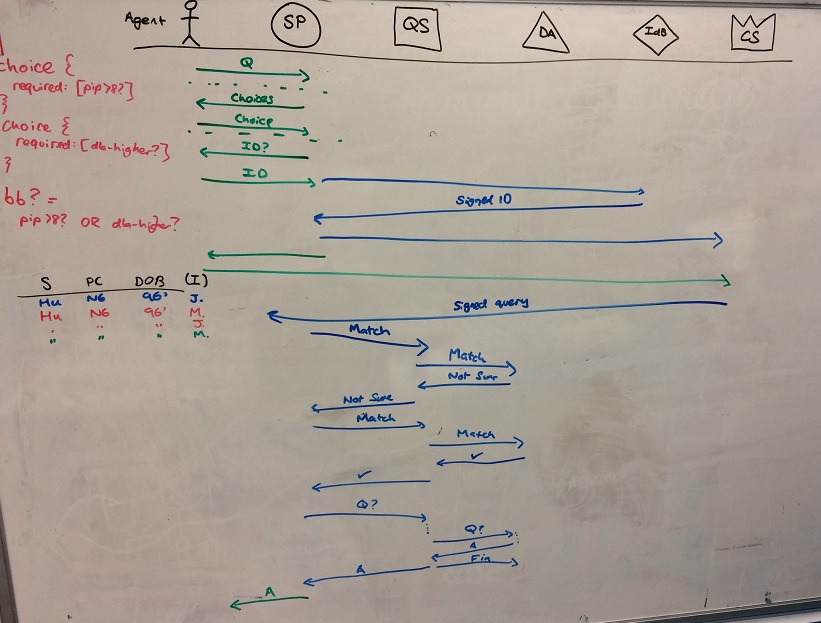 Agent SP QS DA IdB CS
choice {
required: [pip>8?]
}
choice {
required: [dla-higher?]
}
bb? =
pip>8? OR dla-higher?
S PC DOB (I)
Hu N6 96' J.
Hu N6 96' M.
" " " J.
" " " M.
Q
Choices
Choice
ID?
ID
Signed ID
Signed query
Match
Match
Not Sure
Not Sure
Match
Match
✓
✓
Q?
Q?
A
Fin
A
A